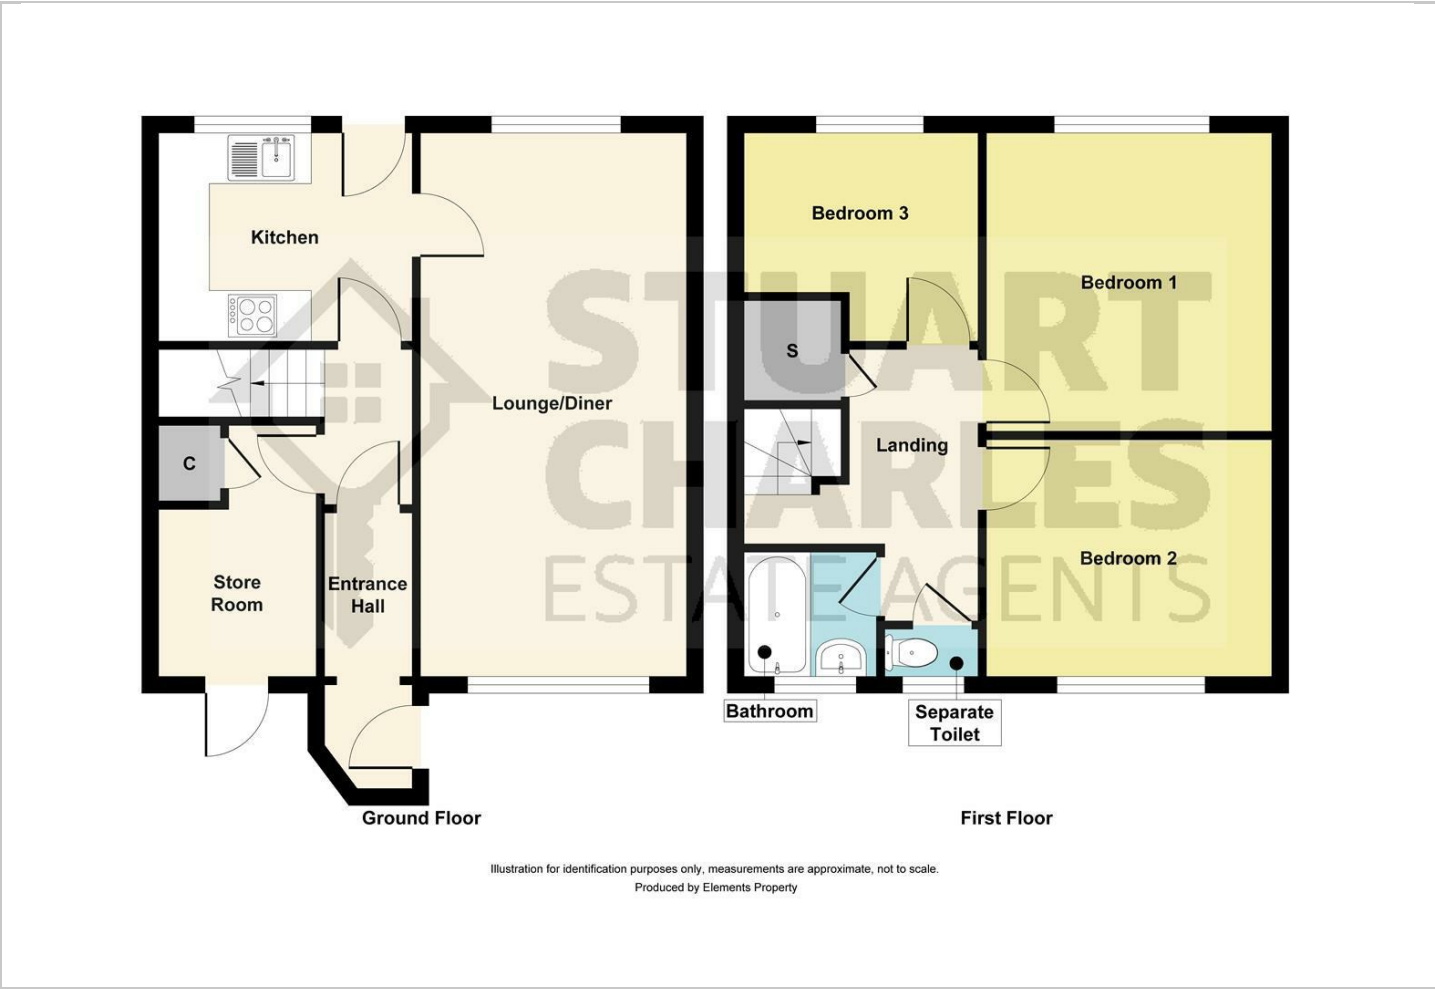 Kitchen
Lounge/Diner
C
Store
Room
Entrance
Hall
Ground Floor
Bedroom 3
Bedroom 1
S
Landing
Bedroom 2
Bathroom
Separate
Toilet
First Floor
STUART
CHARLES
ESTATE AGENTS
Illustration for identification purposes only, measurements are approximate, not to scale.
Produced by Elements Property